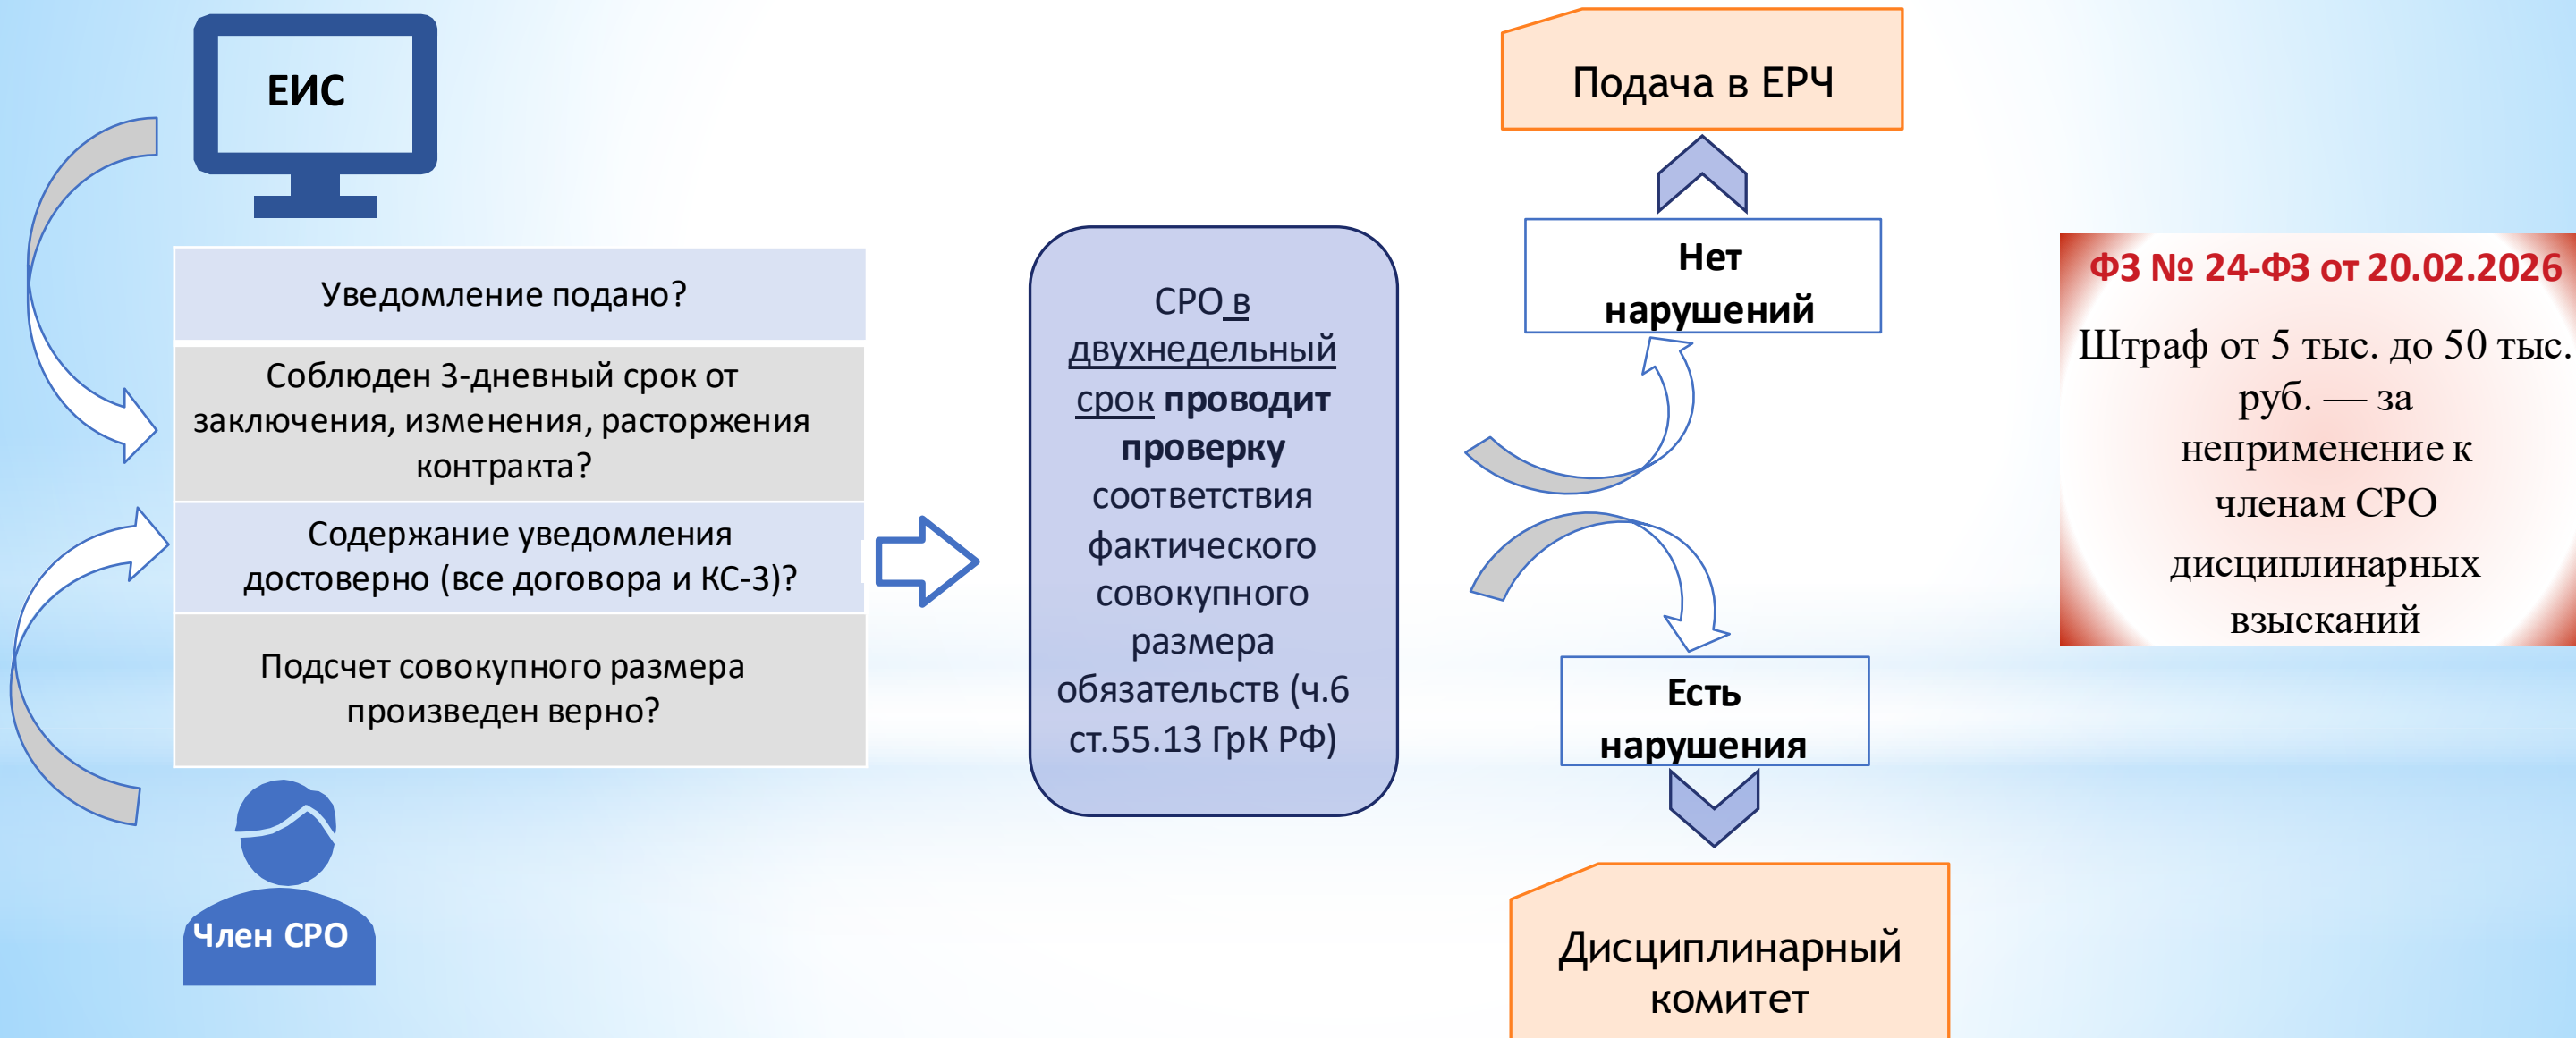 ЕИС
Уведомление подано?
Соблюден 3-дневный срок от
заключения, изменения, расторжения
контракта?
Содержание уведомления
достоверно (все договора и КС-3)?
Подсчет совокупного размера
произведен верно?
Член СРО
СРО в
двухнедельный
срок проводит
проверку
соответствия
фактического
совокупного
размера
обязательств (ч.6
ст.55.13 ГрК РФ)
Подача в ЕРЧ
Нет
нарушений
Есть
нарушения
Дисциплинарный
комитет
ФЗ № 24-ФЗ от 20.02.2026
Штраф от 5 тыс. до 50 тыс.
руб. — за
неприменение к
членам СРО
дисциплинарных
взысканий